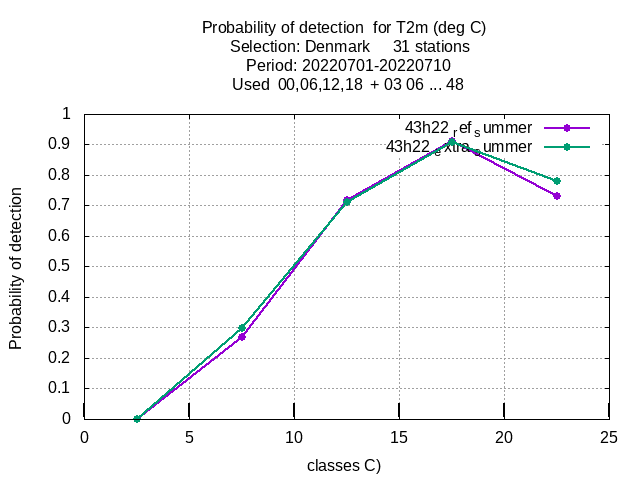 Probability of detection  for T2m (deg C)
Selection: Denmark     31 stations
Period: 20220701-20220710
Used  00,06,12,18  + 03 06 ... 48
43h22_ref_summer
43h22_extra_summer
1
0.9
0.8
0.7
0.6
0.5
0.4
0.3
0.2
0.1
0
Probability of detection
0 5 10 15 20 25
classes C)